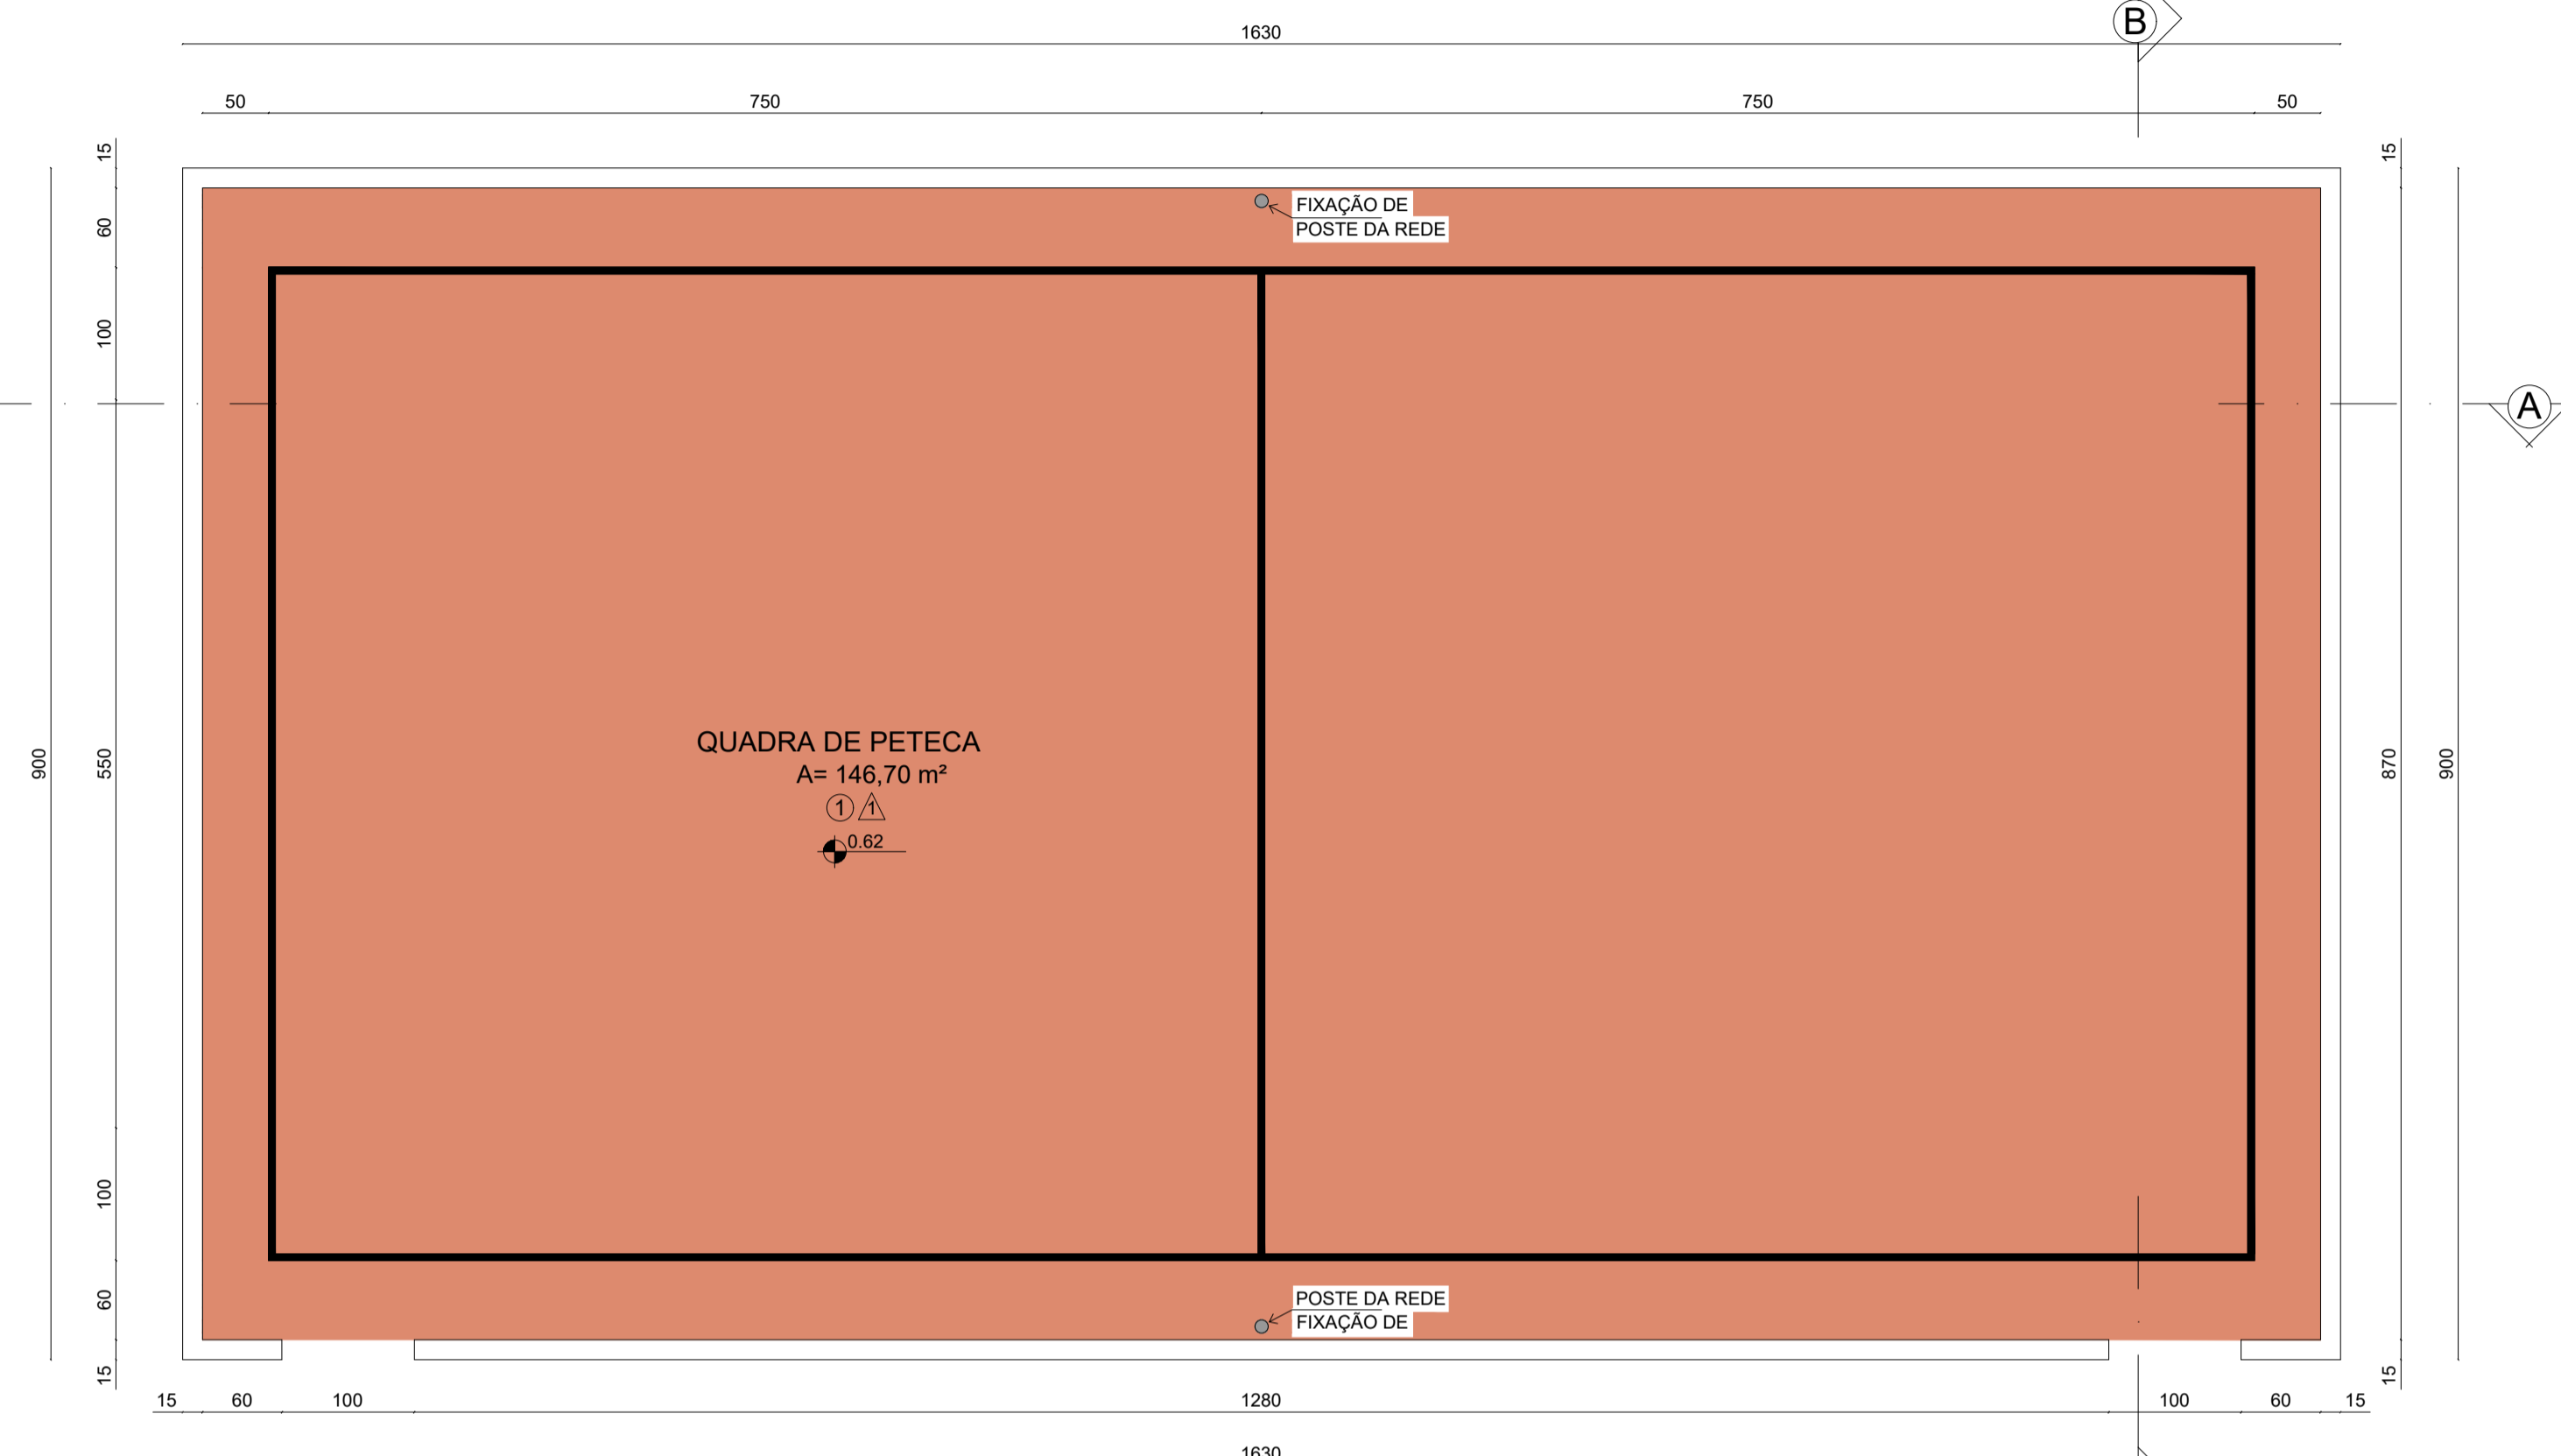 B
1630
50 750 750 50
15 15
FIXAÇÃO DE
POSTE DA REDE
60
100
A
QUADRA DE PETECA
A= 146,70 m²
1 1
0.62
900 550 870 900
100
60
POSTE DA REDE
FIXAÇÃO DE
15 15
15 60 100 1280 100 60 15
1630